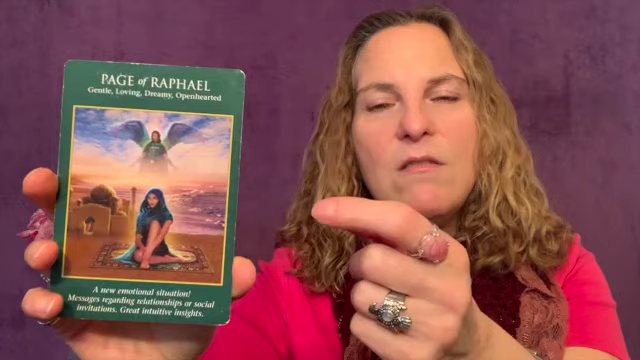 PAGE of RAPHAEL
Gentle, Loving, Dreamy, Openhearted
A new emotional situation!
Messages regarding relationships or social
invitations. Great intuitive insights.